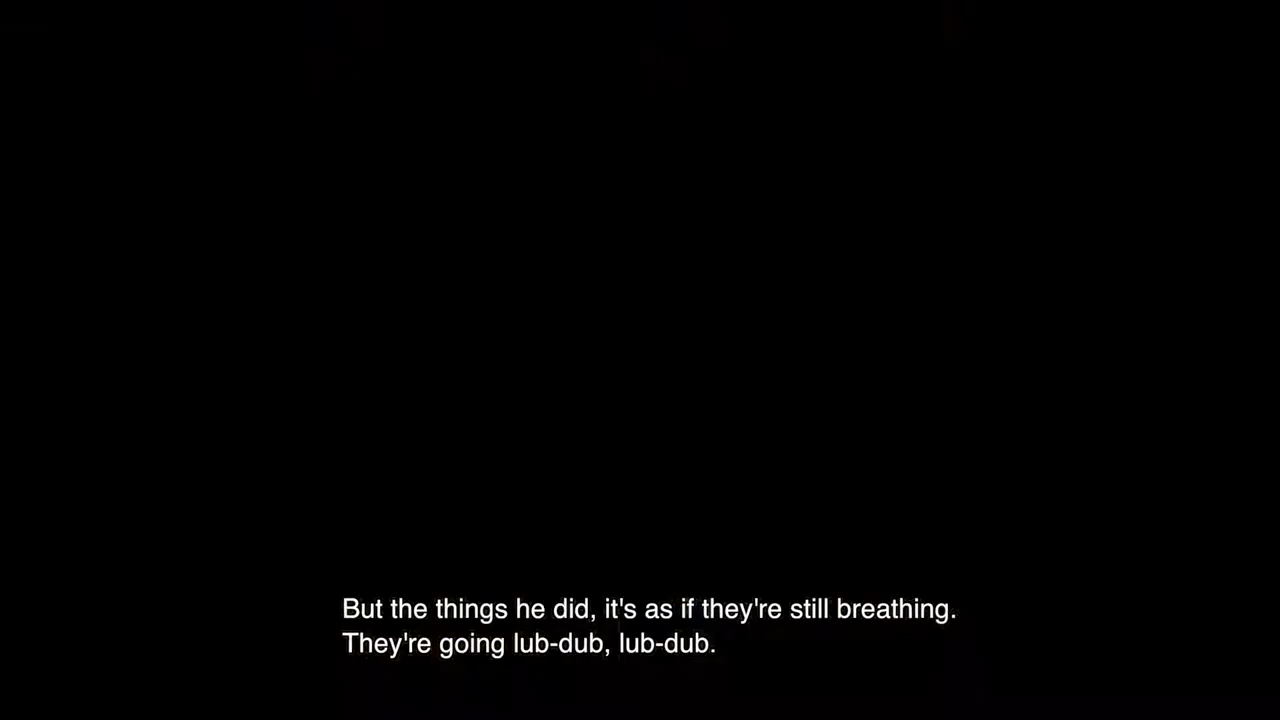 But the things he did, it's as if they're still breathing.
They're going lub-dub, lub-dub.